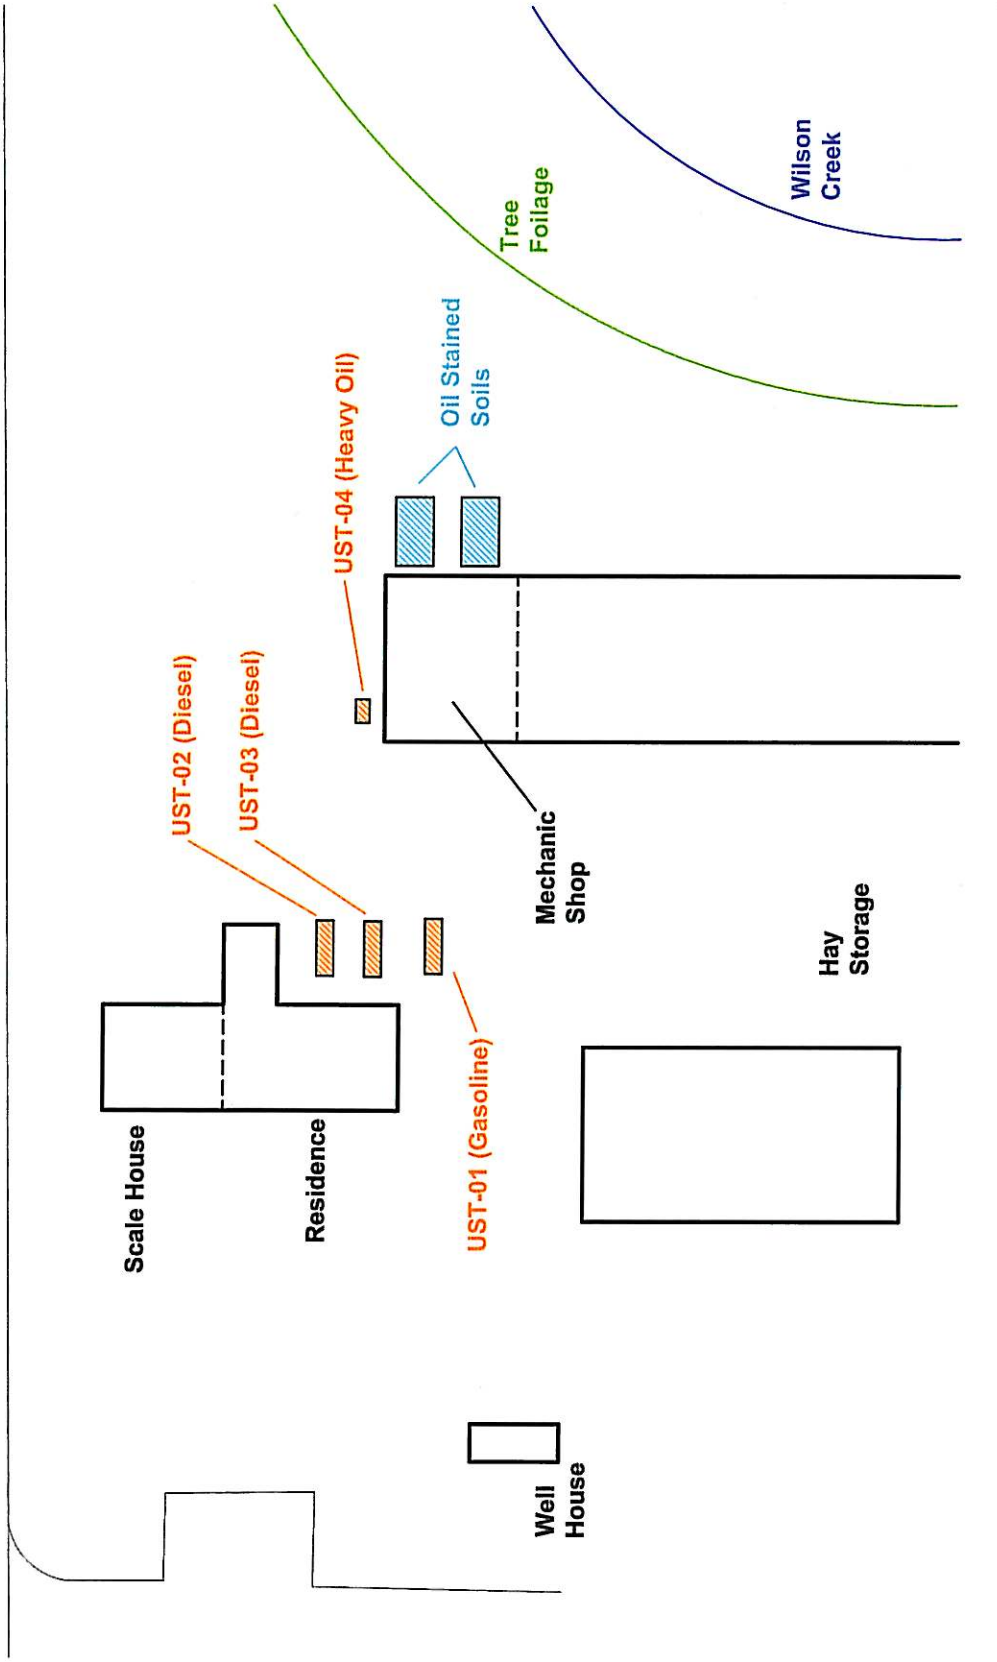 Scale House
Residence
UST-02 (Diesel)
UST-03 (Diesel)
UST-01 (Gasoline)
UST-04 (Heavy Oil)
Oil Stained
Soils
Tree
Foilage
Wilson
Creek
Well
House
Mechanic
Shop
Hay
Storage